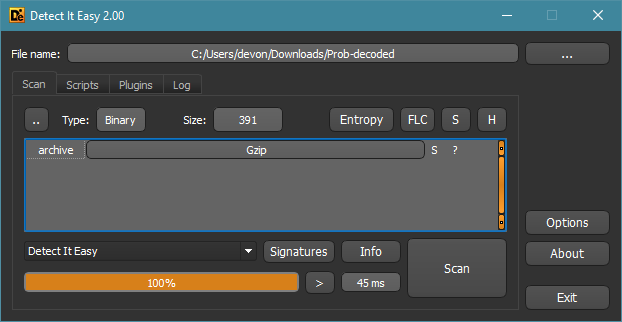 Detect It Easy 2.00
File name: C:/Users/devon/Downloads/Prob-decoded ...
Scan Scripts Plugins Log
.. Type: Binary Size: 391 Entropy FLC S H
archive Gzip S ?
Options
Detect It Easy Signatures Info Scan About
100% > 45 ms
Exit